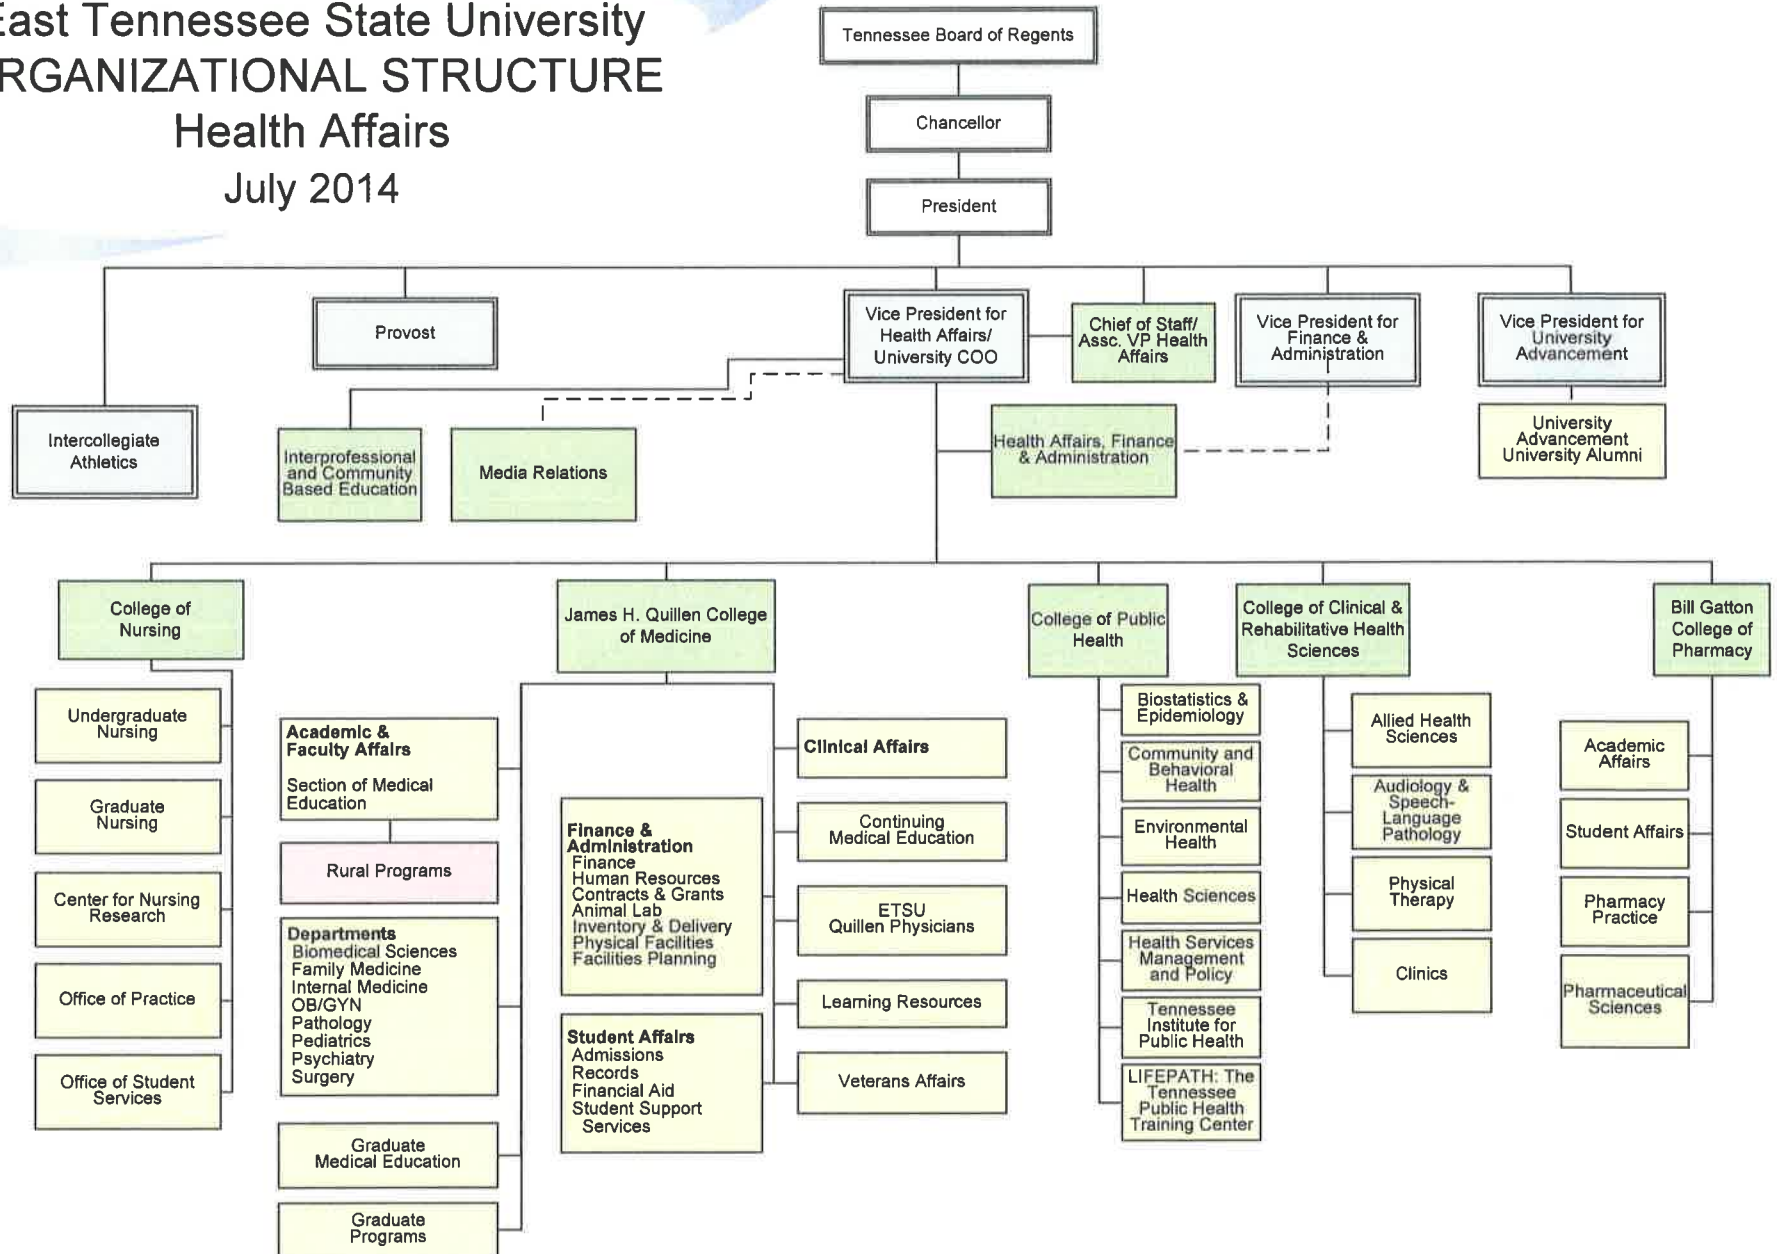 East Tennessee State University
RGANIZATIONAL STRUCTURE
Health Affairs
July 2014
Tennessee Board of Regents
Chancellor
President
Intercollegiate
Athletics
Provost
Vice President for
Health Affairs/
University COO
Chief of Staff/
Assc. VP Health
Affairs
Vice President for
Finance &
Administration
Vice President for
University
Advancement
Interprofessional
and Community
Based Education
Media Relations
Health Affairs, Finance
& Administration
University
Advancement
University Alumni
College of
Nursing
James H. Quillen College
of Medicine
College of Public
Health
College of Clinical &
Rehabilitative Health
Sciences
Bill Gatton
College of
Pharmacy
Undergraduate
Nursing
Graduate
Nursing
Center for Nursing
Research
Office of Practice
Office of Student
Services
Academic &
Faculty Affairs
Section of Medical
Education
Rural Programs
Departments
Biomedical Sciences
Family Medicine
Internal Medicine
OB/GYN
Pathology
Pediatrics
Psychiatry
Surgery
Graduate
Medical Education
Graduate
Programs
Finance &
Administration
Finance
Human Resources
Contracts & Grants
Animal Lab
Inventory & Delivery
Physical Facilities
Facilities Planning
Student Affairs
Admissions
Records
Financial Aid
Student Support
Services
Clinical Affairs
Continuing
Medical Education
ETSU
Quillen Physicians
Learning Resources
Veterans Affairs
Biostatistics &
Epidemiology
Community and
Behavioral
Health
Environmental
Health
Health Sciences
Health Services
Management
and Policy
Tennessee
Institute for
Public Health
LIFEPATH: The
Tennessee
Public Health
Training Center
Allied Health
Sciences
Audiology &
Speech-
Language
Pathology
Physical
Therapy
Clinics
Academic
Affairs
Student Affairs
Pharmacy
Practice
Pharmaceutical
Sciences